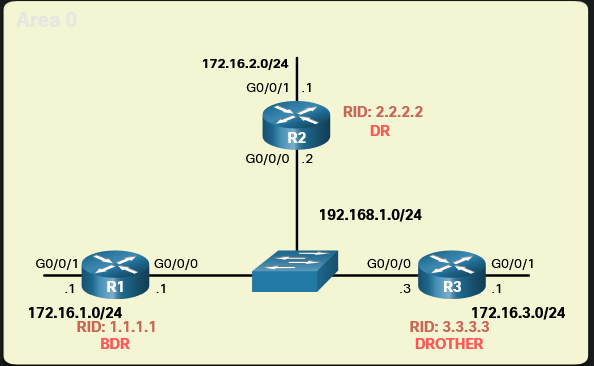 Area 0
172.16.2.0/24
G0/0/1 .1
RID: 2.2.2.2
R2
DR
G0/0/0 .2
192.168.1.0/24
G0/0/1 G0/0/0 G0/0/0 G0/0/1
R1 R3
.1 .1 .3 .1
172.16.1.0/24 172.16.3.0/24
RID: 1.1.1.1 RID: 3.3.3.3
BDR DROTHER